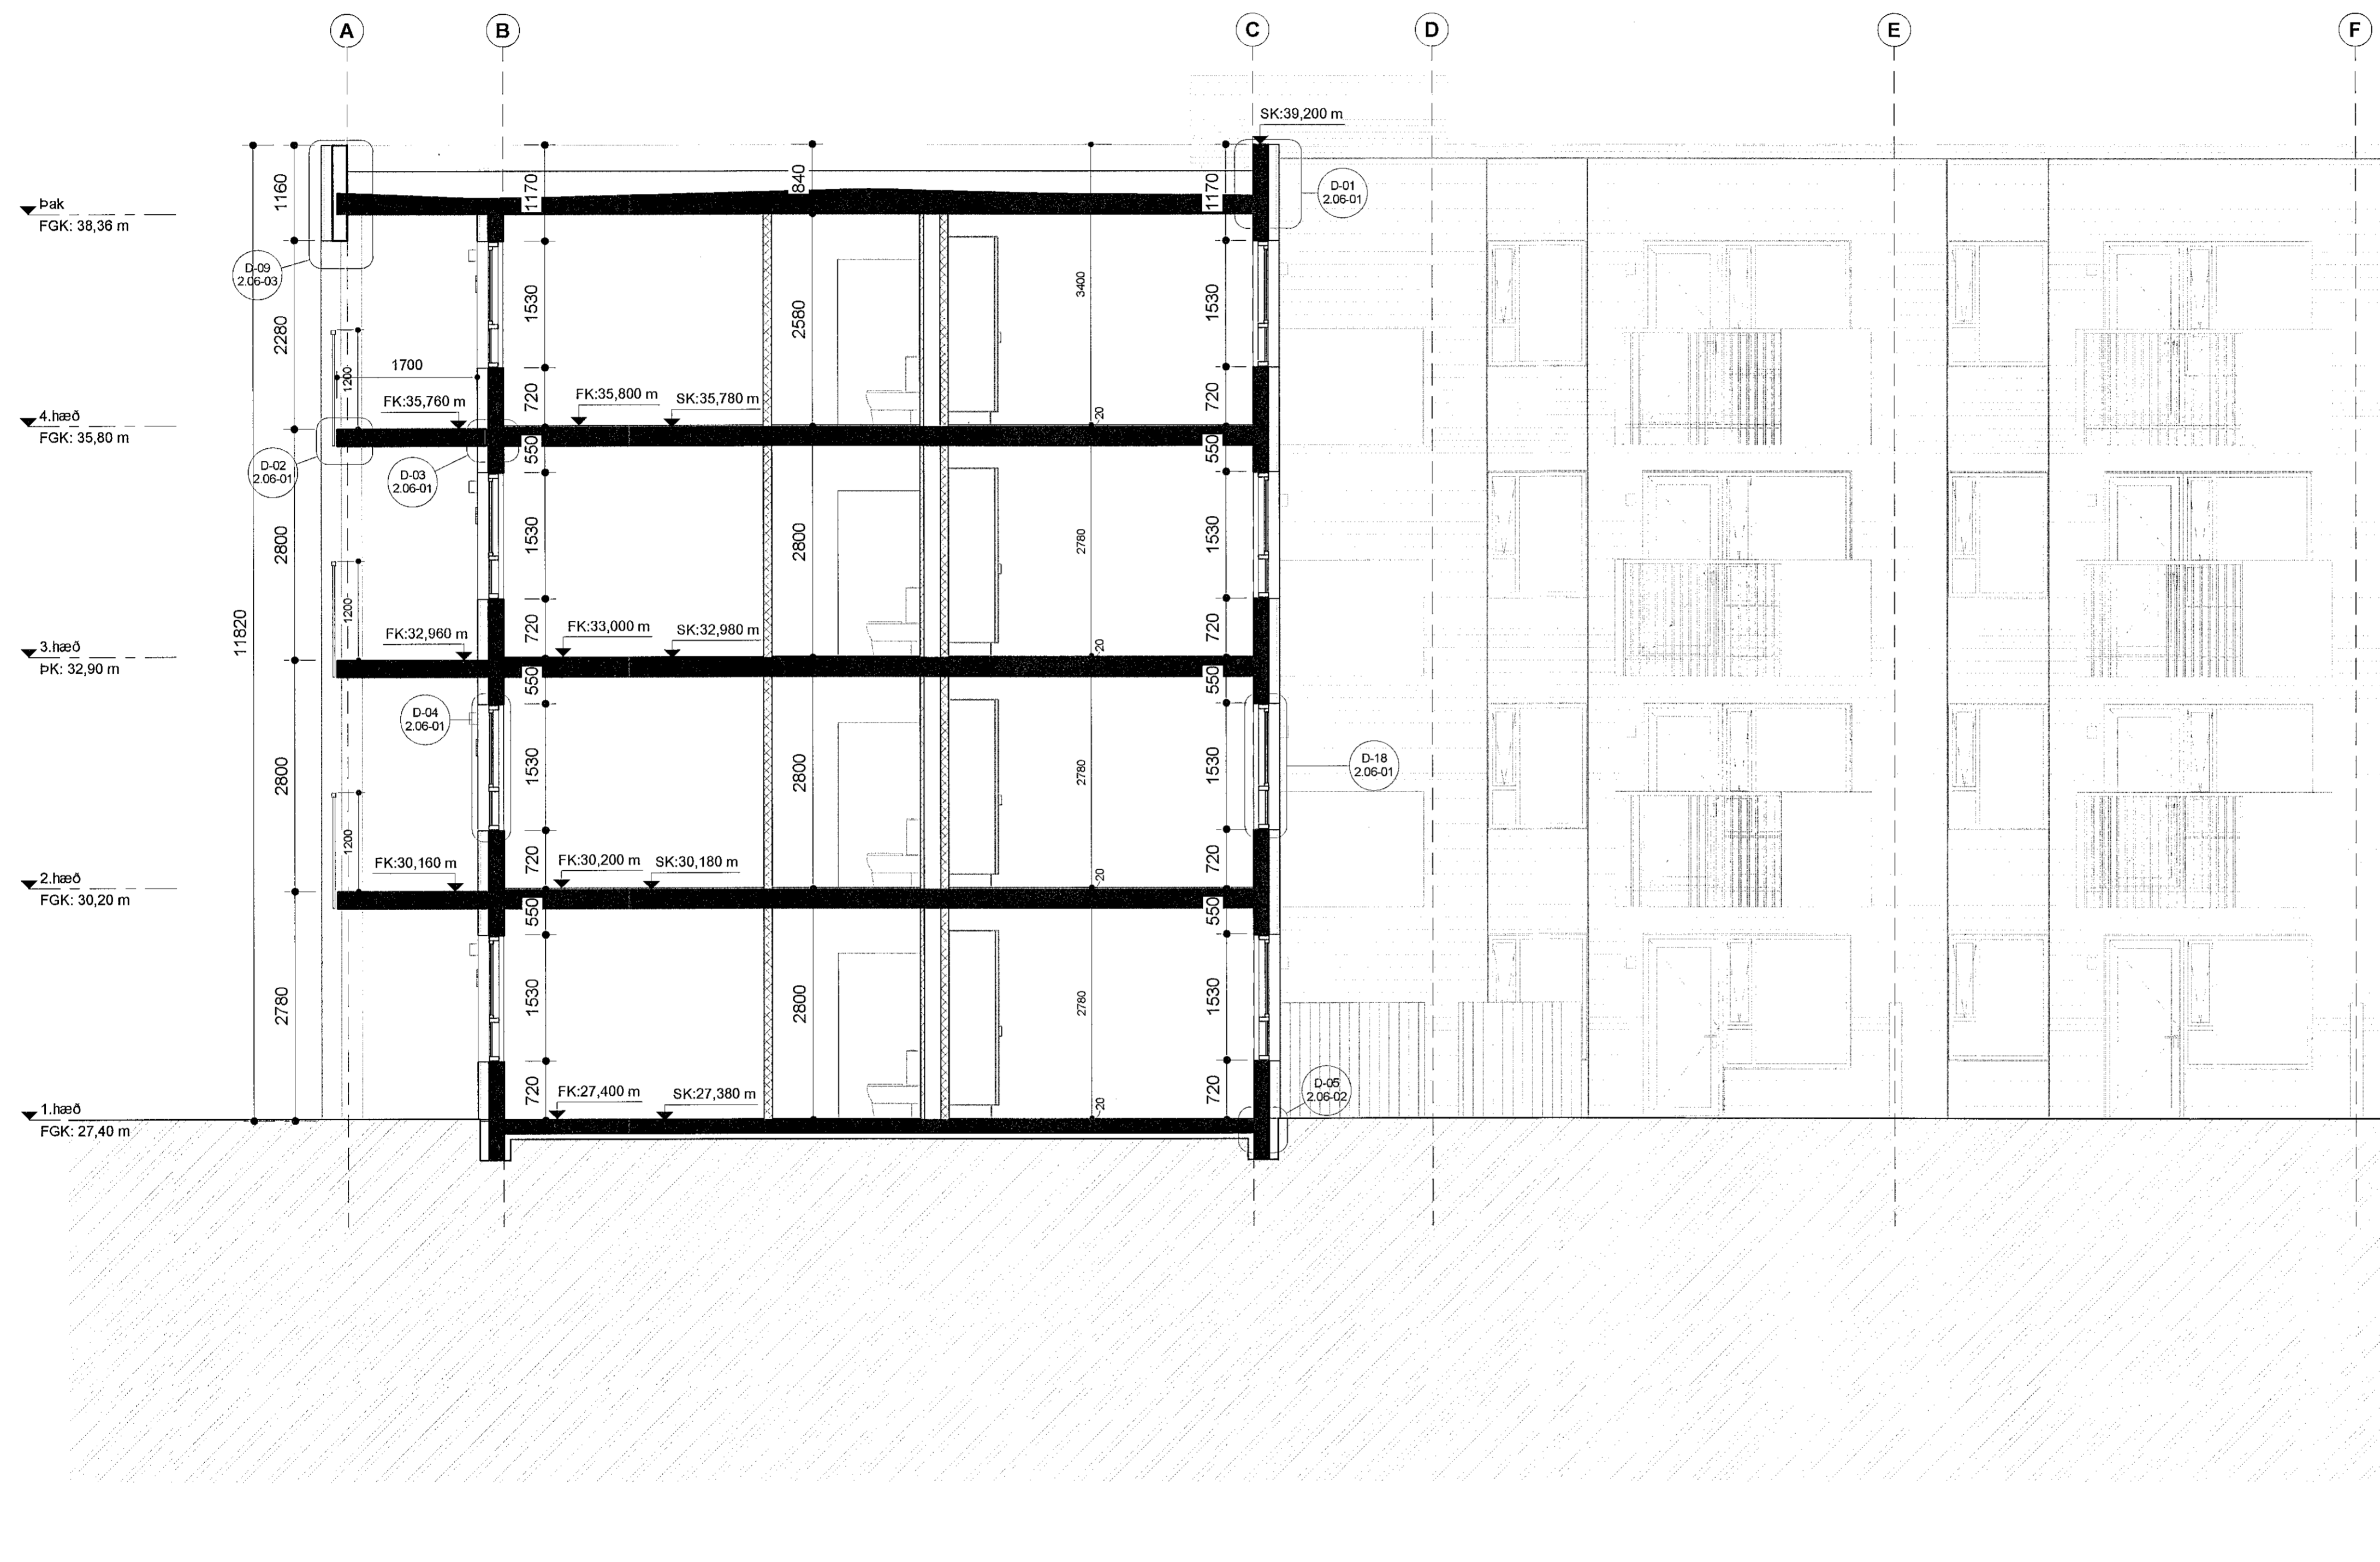 A
B
C
D
E
F
SK:39,200 m
D-01
2.06-01
1160
1170
840
1170
Þak
FGK: 38,36 m
D-09
2.06-03
2280
1530
2580
3400
1530
1700
1200
720
720
FK:35,760 m
FK:35,800 m
SK:35,780 m
20
4.hæð
FGK: 35,80 m
550
550
D-02
2.06-01
D-03
2.06-01
2800
1530
2800
2780
1530
11820
1200
720
720
FK:32,960 m
FK:33,000 m
SK:32,980 m
20
3.hæð
ÞK: 32,90 m
550
550
D-04
2.06-01
D-18
2.06-01
2800
1530
2800
2780
1530
1200
720
720
FK:30,160 m
FK:30,200 m
SK:30,180 m
20
2.hæð
FGK: 30,20 m
550
550
2780
1530
2800
2780
1530
720
720
FK:27,400 m
SK:27,380 m
20
D-05
2.06-02
1.hæð
FGK: 27,40 m